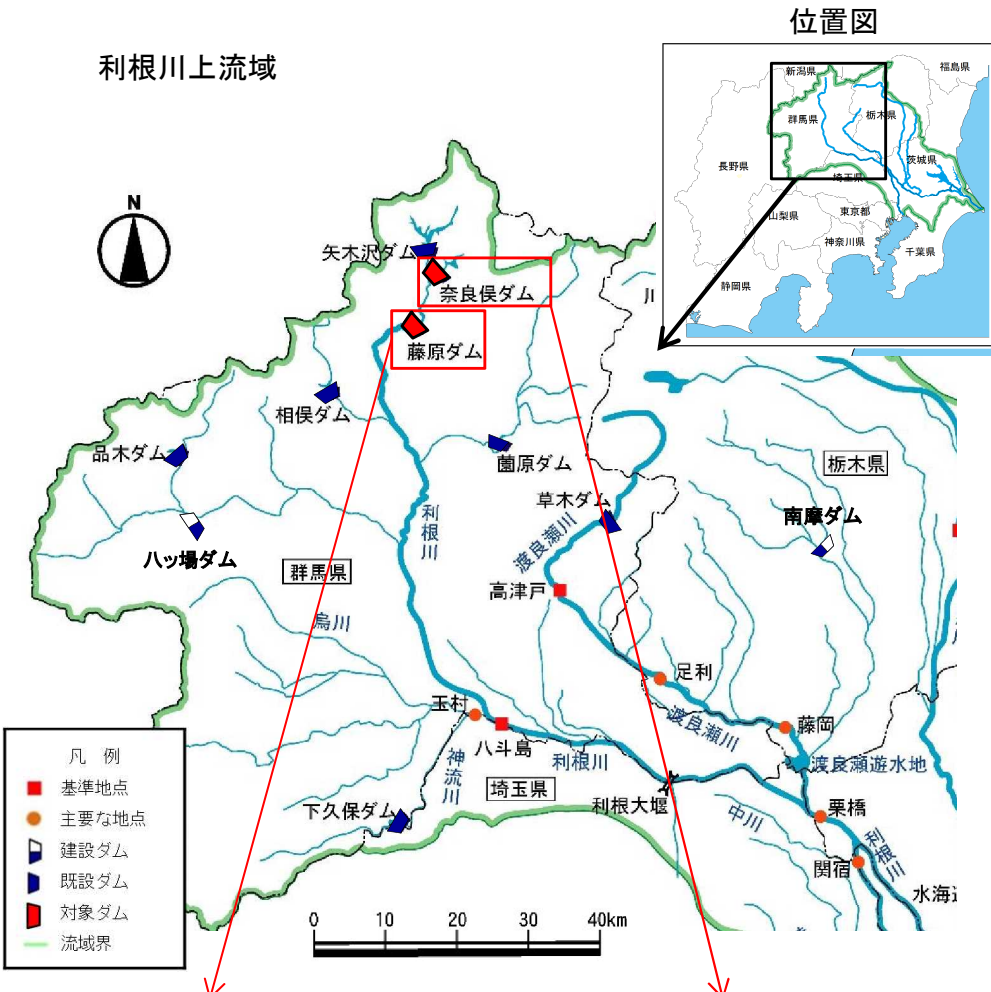 位置図
利根川上流域
新潟県
福島県
群馬県
栃木県
長野県
茨城県
埼玉県
山梨県
東京都
神奈川県
千葉県
静岡県
N
矢木沢ダム
奈良俣ダム
川
藤原ダム
相俣ダム
品木ダム
薗原ダム
栃木県
草木ダム
南摩ダム
利根川
渡良瀬川
八ッ場ダム
群馬県
高津戸
烏川
足利
玉村
渡良瀬川
藤岡
八斗島
利根川
渡良瀬遊水地
神流川
埼玉県
利根大堰
下久保ダム
中川
栗橋
利根川
関宿
水海道
凡 例
基準地点
主要な地点
建設ダム
既設ダム
対象ダム
流域界
0 10 20 30 40km